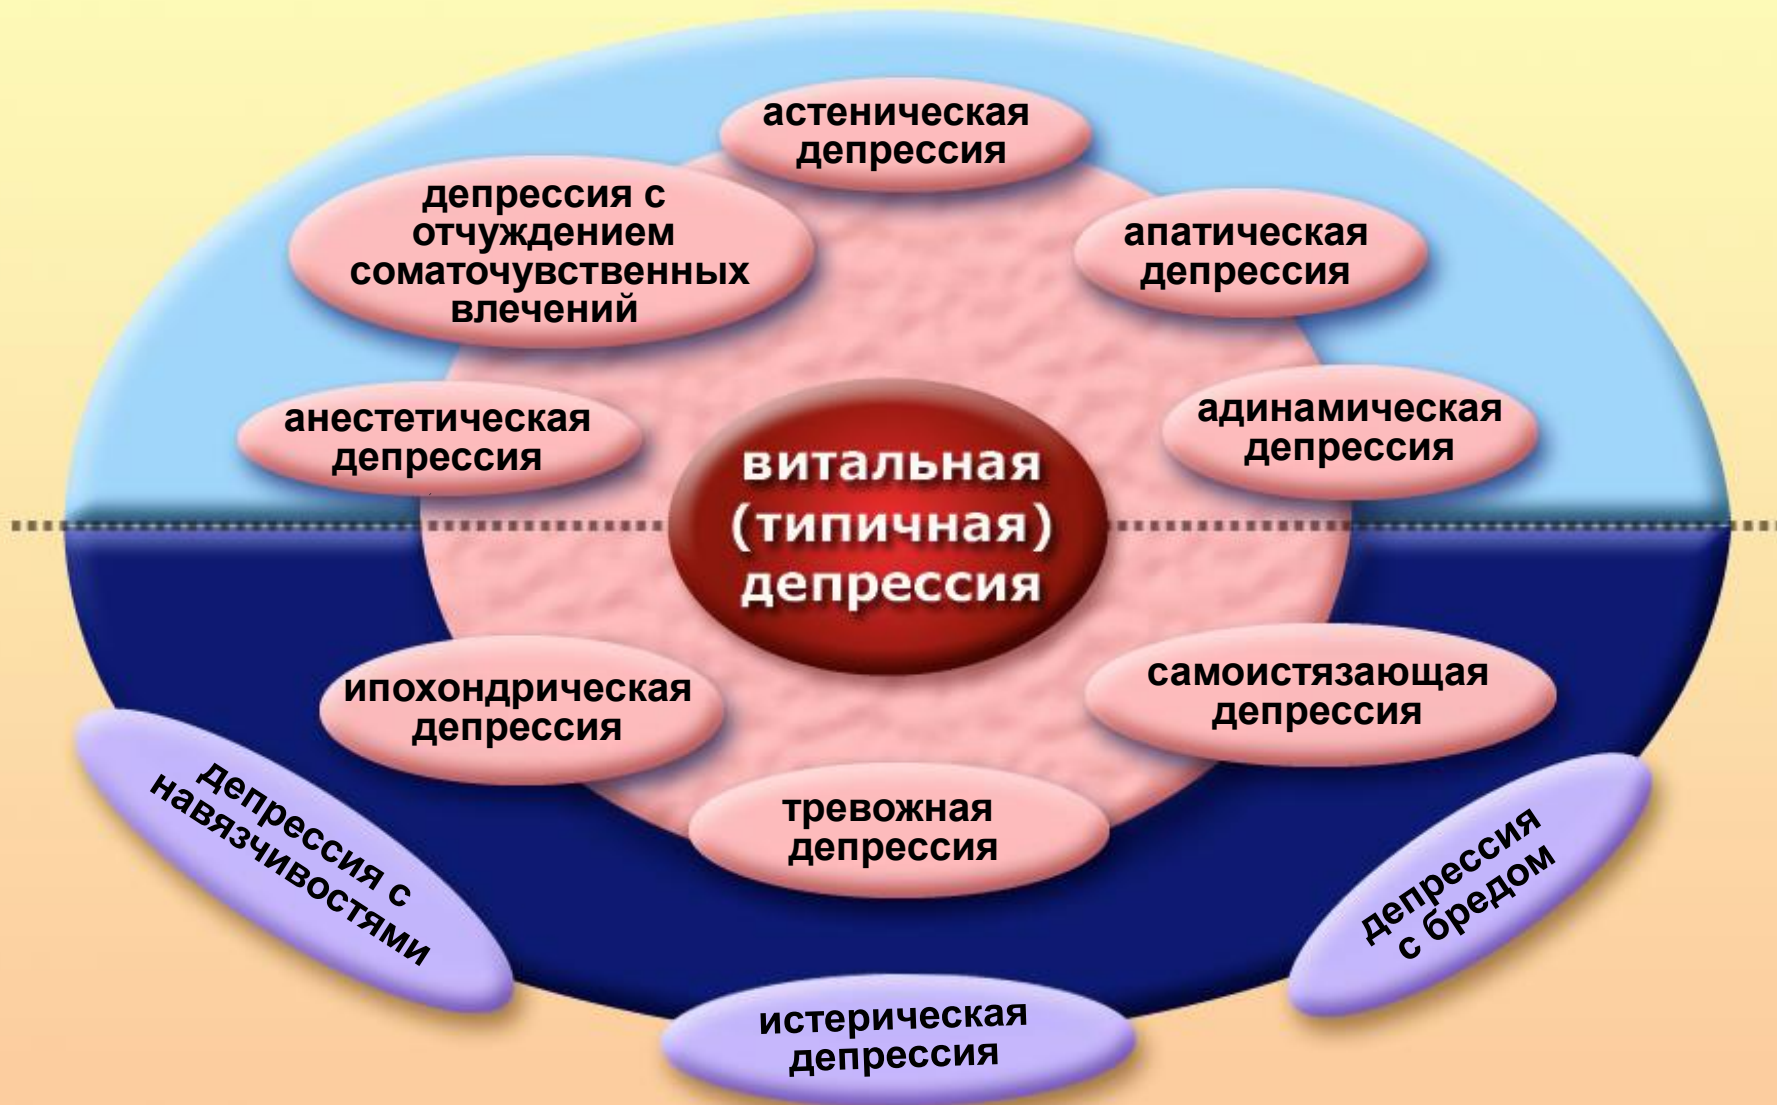 астеническая
депрессия
депрессия с
отчуждением
соматочувственных
влечений
апатическая
депрессия
анестетическая
депрессия
адинамическая
депрессия
витальная
(типичная)
депрессия
ипохондрическая
депрессия
самоистязающая
депрессия
тревожная
депрессия
депрессия с
навязчивостями
депрессия
с бредом
истерическая
депрессия